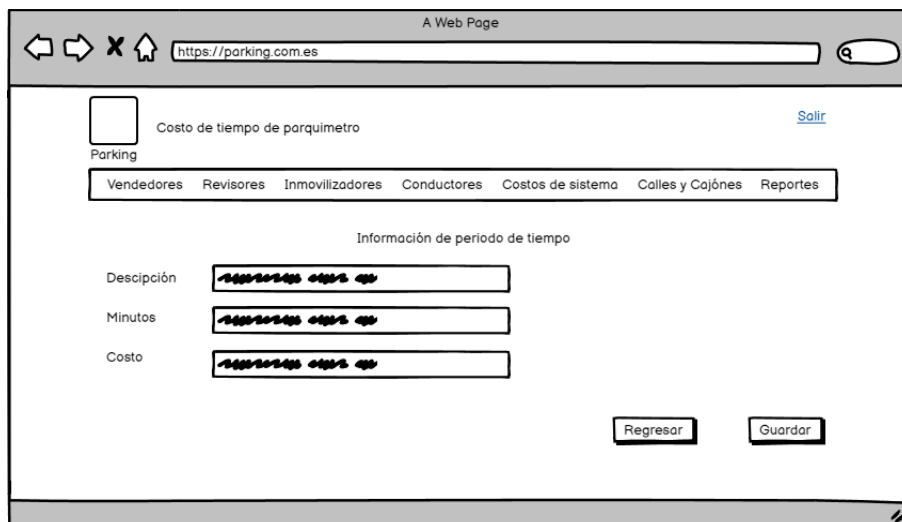 A Web Page
https://parking.com.es
Salir
Costo de tiempo de parquimetro
Parking
Vendedores Revisores Inmovilizadores Conductores Costos de sistema Calles y Cajónes Reportes
Información de periodo de tiempo
Descipción
Minutos
Costo
Regresar Guardar